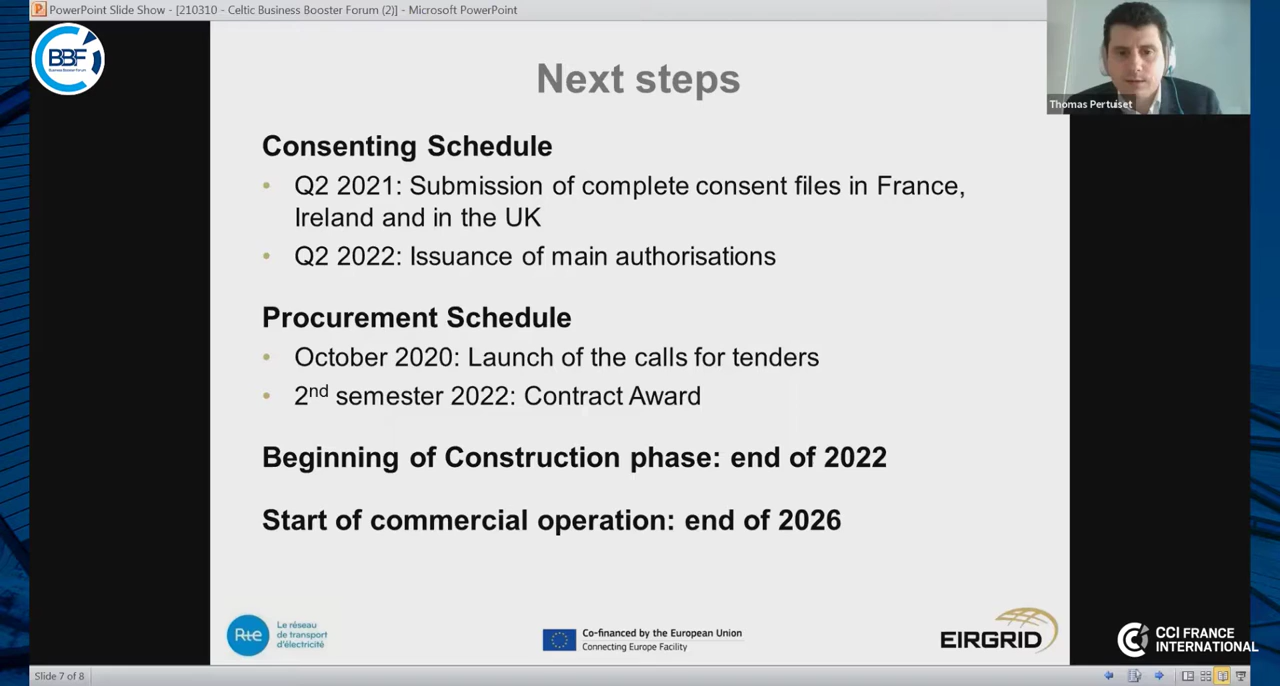 PowerPoint Slide Show - [210310 - Celtic Business Booster Forum (2)] - Microsoft PowerPoint
BBF
Business Booster Forum
Thomas Pertuiset
Next steps
Consenting Schedule
• Q2 2021: Submission of complete consent files in France,
Ireland and in the UK
• Q2 2022: Issuance of main authorisations
Procurement Schedule
• October 2020: Launch of the calls for tenders
• 2nd semester 2022: Contract Award
Beginning of Construction phase: end of 2022
Start of commercial operation: end of 2026
Rte
Le réseau
de transport
d'électricité
Co-financed by the European Union
Connecting Europe Facility
EIRGRID
CCI FRANCE
INTERNATIONAL
Slide 7 of 8